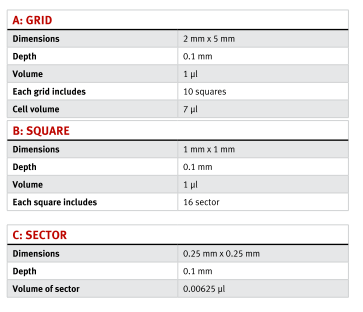 A: GRID
Dimensions 2 mm x 5 mm
Depth 0.1 mm
Volume 1 µl
Each grid includes 10 squares
Cell volume 7 µl
B: SQUARE
Dimensions 1 mm x 1 mm
Depth 0.1 mm
Volume 1 µl
Each square includes 16 sector
C: SECTOR
Dimensions 0.25 mm x 0.25 mm
Depth 0.1 mm
Volume of sector 0.00625 µl